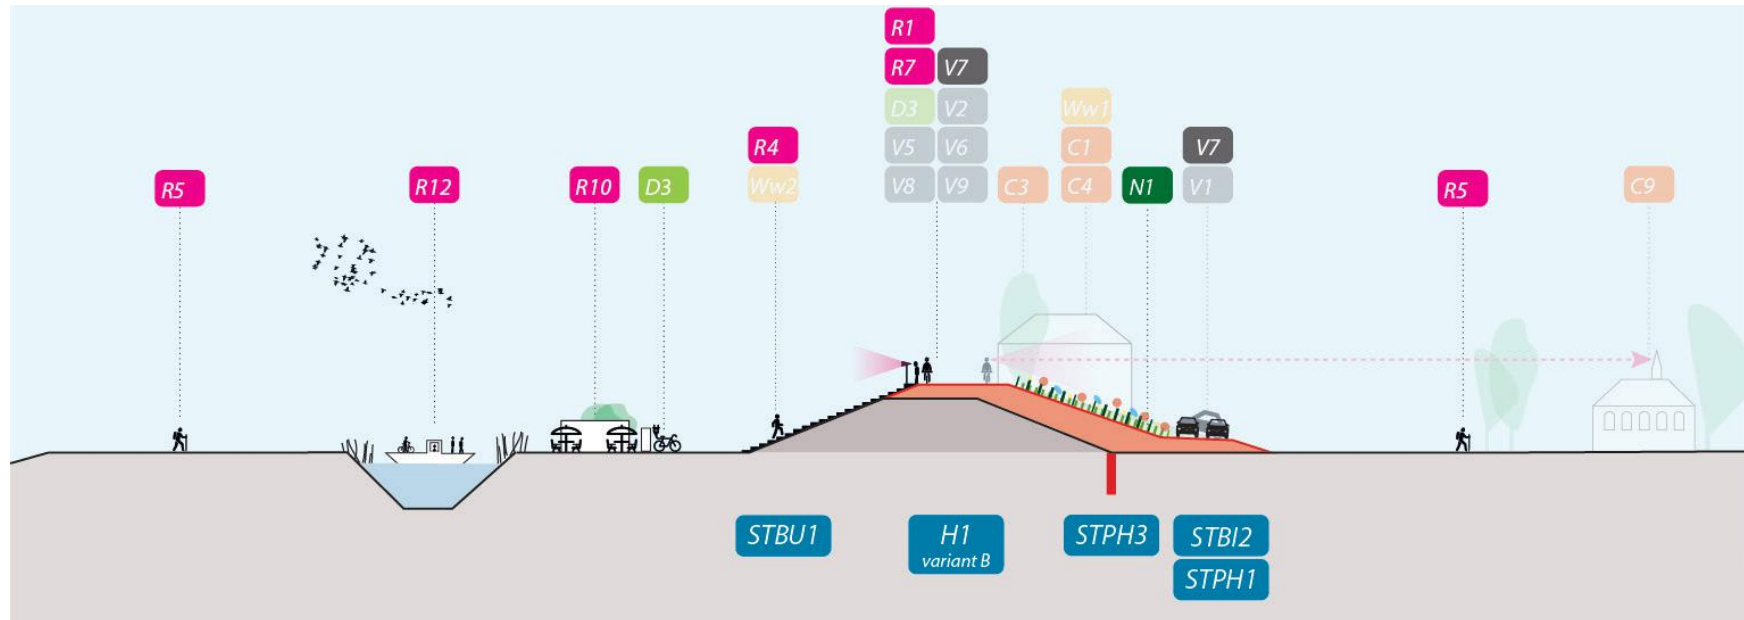 R1
R7 V7
D3 V2
V5 V6
V8 V9
Ww1
C1
C4
R4
Ww2
V7
V1
R5
R12
R10
D3
C3
N1
R5
C9
STBU1
H1
variant B
STPH3
STBI2
STPH1